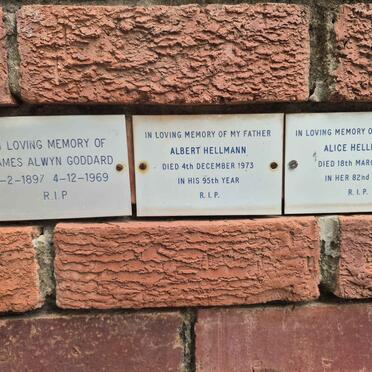 LOVING MEMORY OF
AMES ALWYN GODDARD
-2-1897 4-12-1969
R.I.P
IN LOVING MEMORY OF MY FATHER
ALBERT HELLMANN
DIED 4th DECEMBER 1973
IN HIS 95th YEAR
R.I.P.
IN LOVING MEMORY O
ALICE HELL
DIED 18th MAR
IN HER 82nd
R.I.P.